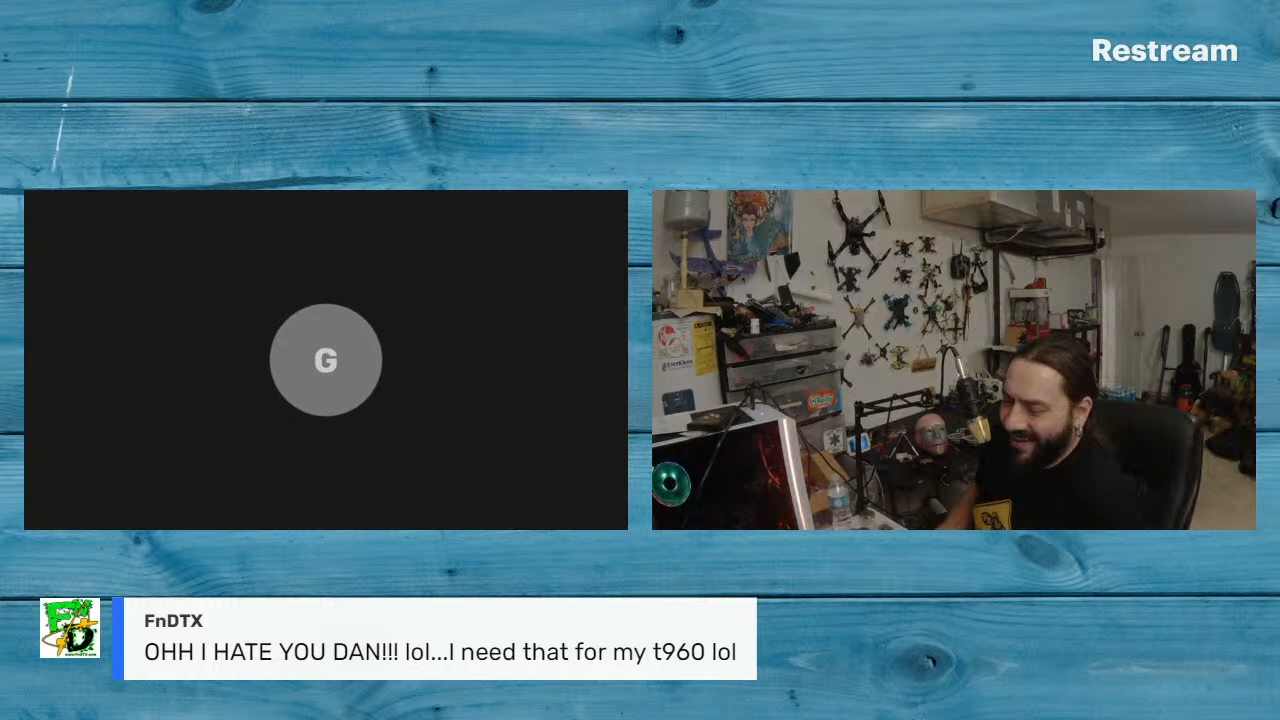 Restream
G
FnDTX
OHH I HATE YOU DAN!!! lol...I need that for my t960 lol